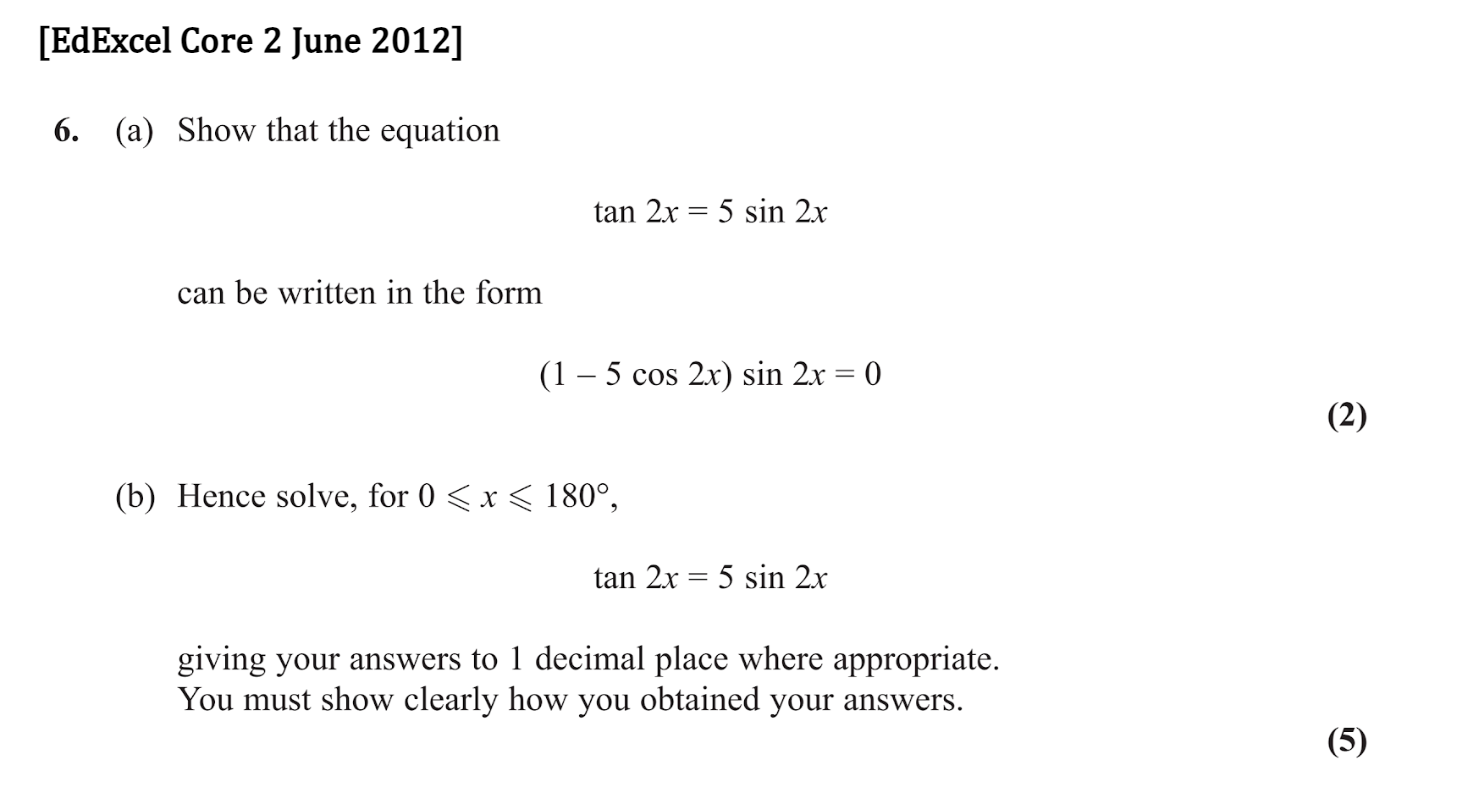 [EdExcel Core 2 June 2012]
6. (a) Show that the equation
tan 2x = 5 sin 2x
can be written in the form
(1 – 5 cos 2x) sin 2x = 0
(2)
(b) Hence solve, for 0 ⩽ x ⩽ 180°,
tan 2x = 5 sin 2x
giving your answers to 1 decimal place where appropriate.
You must show clearly how you obtained your answers.
(5)